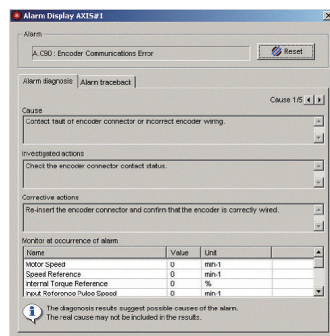 Alarm Display AXIS#1
Alarm
A.C90 : Encoder Communications Error
Reset
Alarm diagnosis
Alarm traceback
Cause 1/5
Cause
Contact fault of encoder connector or incorrect encoder wiring.
Investigated actions
Check the encoder connector contact status.
Corrective actions
Re-insert the encoder connector and confirm that the encoder is correctly wired.
Monitor at occurrence of alarm
Name Value Unit
Motor Speed 0 min-1
Speed Reference 0 min-1
Internal Torque Reference 0 %
Input Reference Pulse Speed 0 min-1
The diagnosis results suggest possible causes of the alarm.
The real cause may not be included in the results.